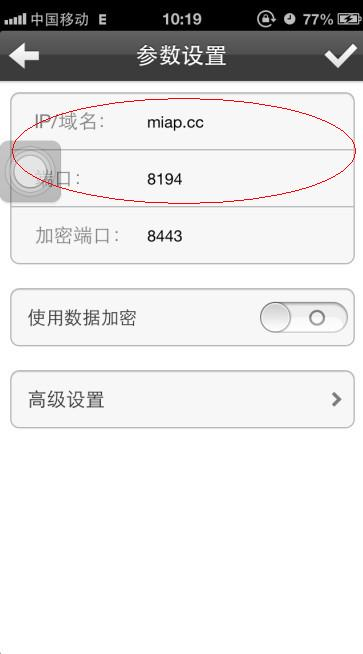 中国移动 E 10:19 77%
参数设置
IP/域名: miap.cc
端口: 8194
加密端口: 8443
使用数据加密
高级设置